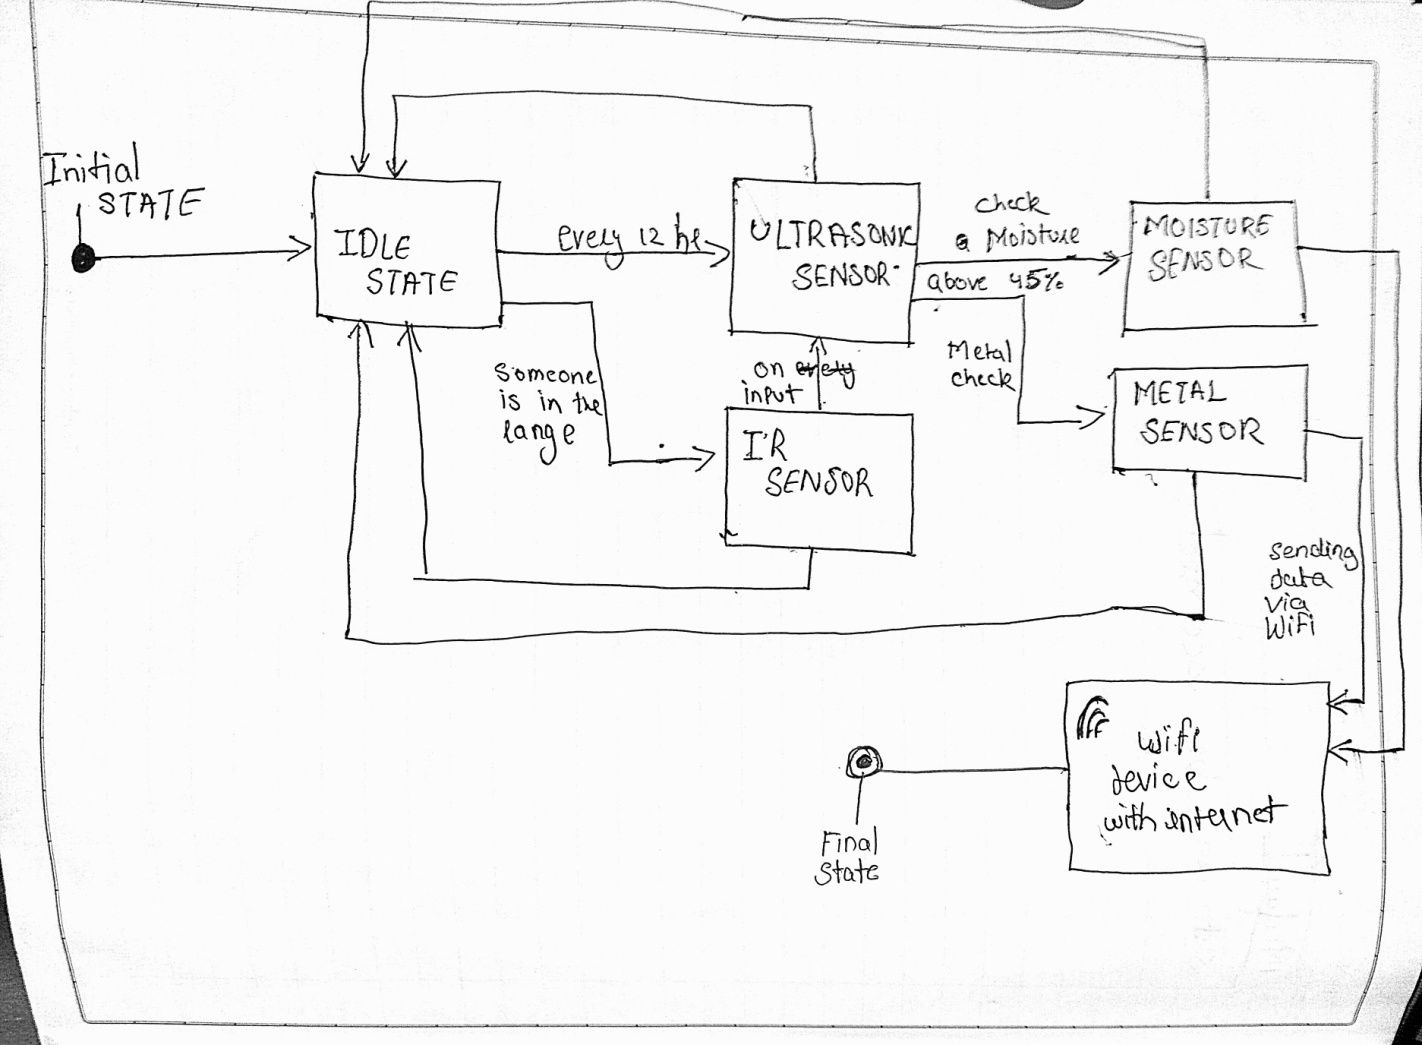 Initial
STATE
IDLE
STATE
Every 12 hr
ULTRASONIC
SENSOR
check
a Moisture
above 45%
MOISTURE
SENSOR
Someone
is in the
range
on every
input
Metal
check
METAL
SENSOR
I'R
SENSOR
Sending
data
via
WiFi
Wifi
device
with internet
Final
State